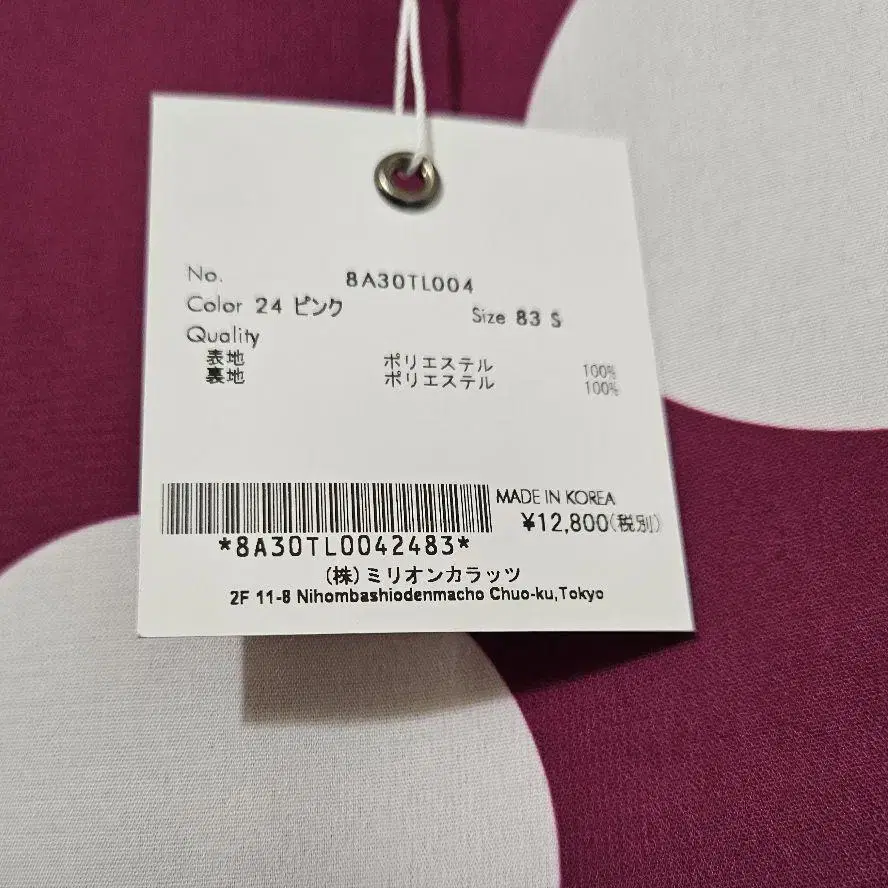 No. 8A30TL004
Color 24 ピンク Size 83 S
Quality
表地 ポリエステル 100%
裏地 ポリエステル 100%
MADE IN KOREA
¥12,800(税別)
*8A30TL0042483*
(株)ミリオンカラッツ
2F 11-8 Nihombashiodenmacho Chuo-ku,Tokyo